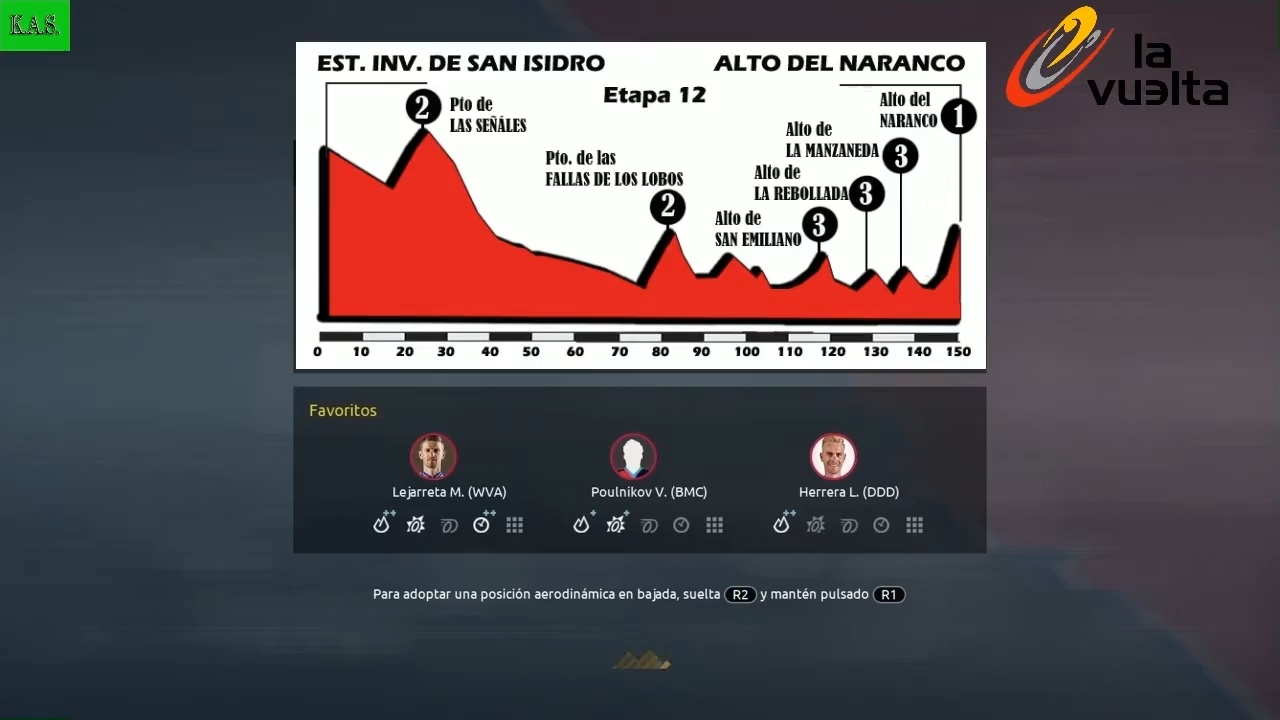 K.A.S.
la
vuelta
EST. INV. DE SAN ISIDRO
ALTO DEL NARANCO
Etapa 12
2
Pto de
LAS SEÑÁLES
Pto. de las
FALLAS DE LOS LOBOS
2
Alto de
SAN EMILIANO
3
Alto de
LA REBOLLADA
3
Alto de
LA MANZANEDA
3
Alto del
NARANCO
1
0 10 20 30 40 50 60 70 80 90 100 110 120 130 140 150
Favoritos
Lejarreta M. (WVA) Poulnikov V. (BMC) Herrera L. (DDD)
Para adoptar una posición aerodinámica en bajada, suelta R2 y mantén pulsado R1